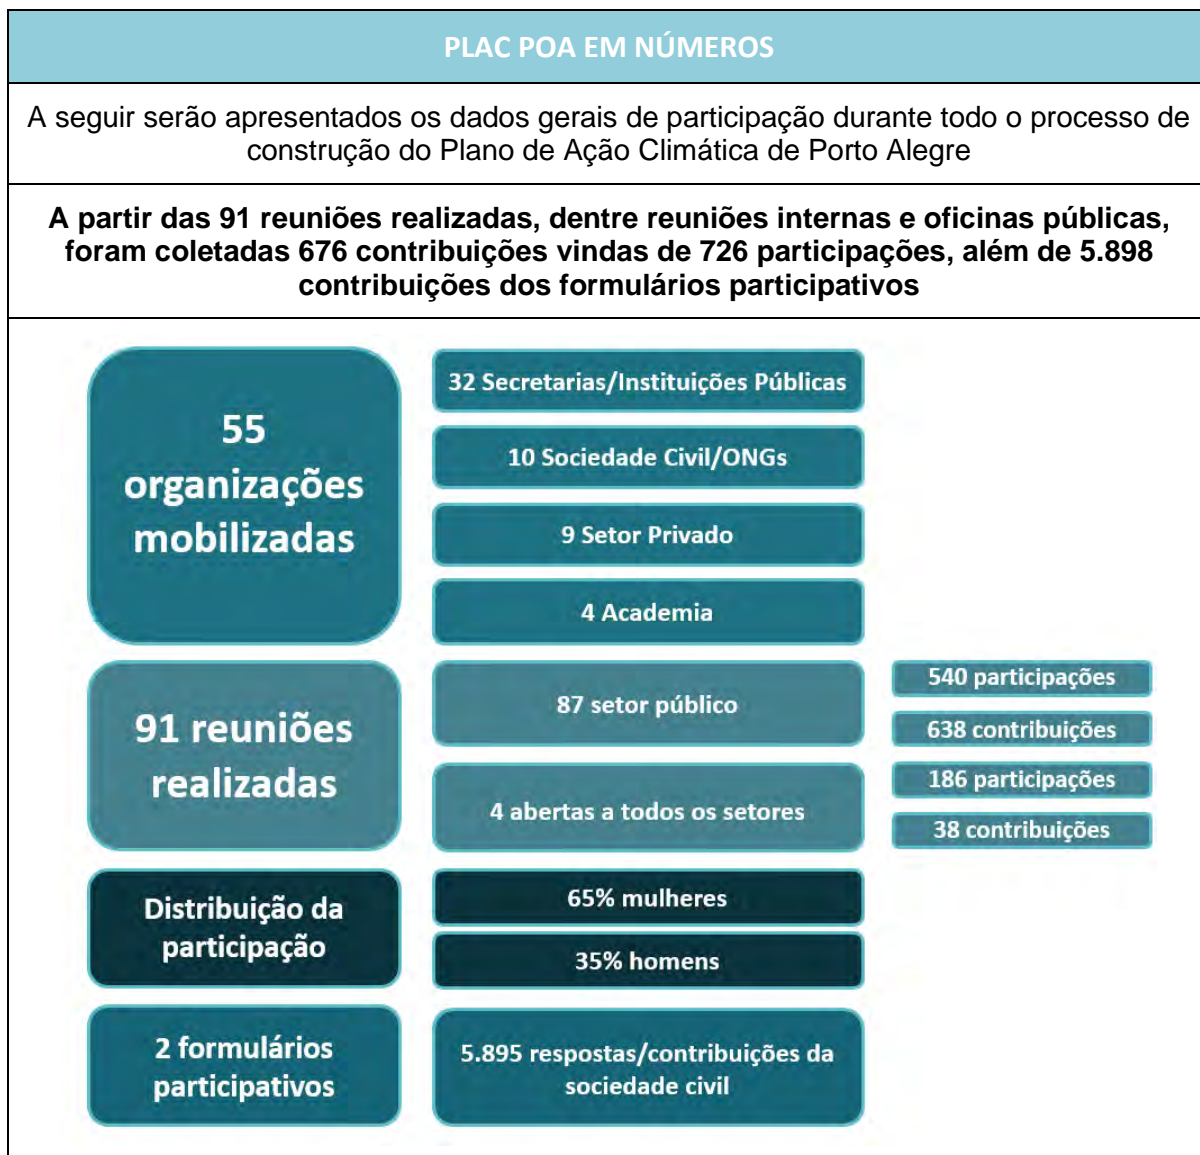 PLAC POA EM NÚMEROS
A seguir serão apresentados os dados gerais de participação durante todo o processo de
construção do Plano de Ação Climática de Porto Alegre
A partir das 91 reuniões realizadas, dentre reuniões internas e oficinas públicas,
foram coletadas 676 contribuições vindas de 726 participações, além de 5.898
contribuições dos formulários participativos
55
organizações
mobilizadas
32 Secretarias/Instituições Públicas
10 Sociedade Civil/ONGs
9 Setor Privado
4 Academia
91 reuniões
realizadas
87 setor público
540 participações
638 contribuições
4 abertas a todos os setores
186 participações
38 contribuições
Distribuição da
participação
65% mulheres
35% homens
2 formulários
participativos
5.895 respostas/contribuições da
sociedade civil